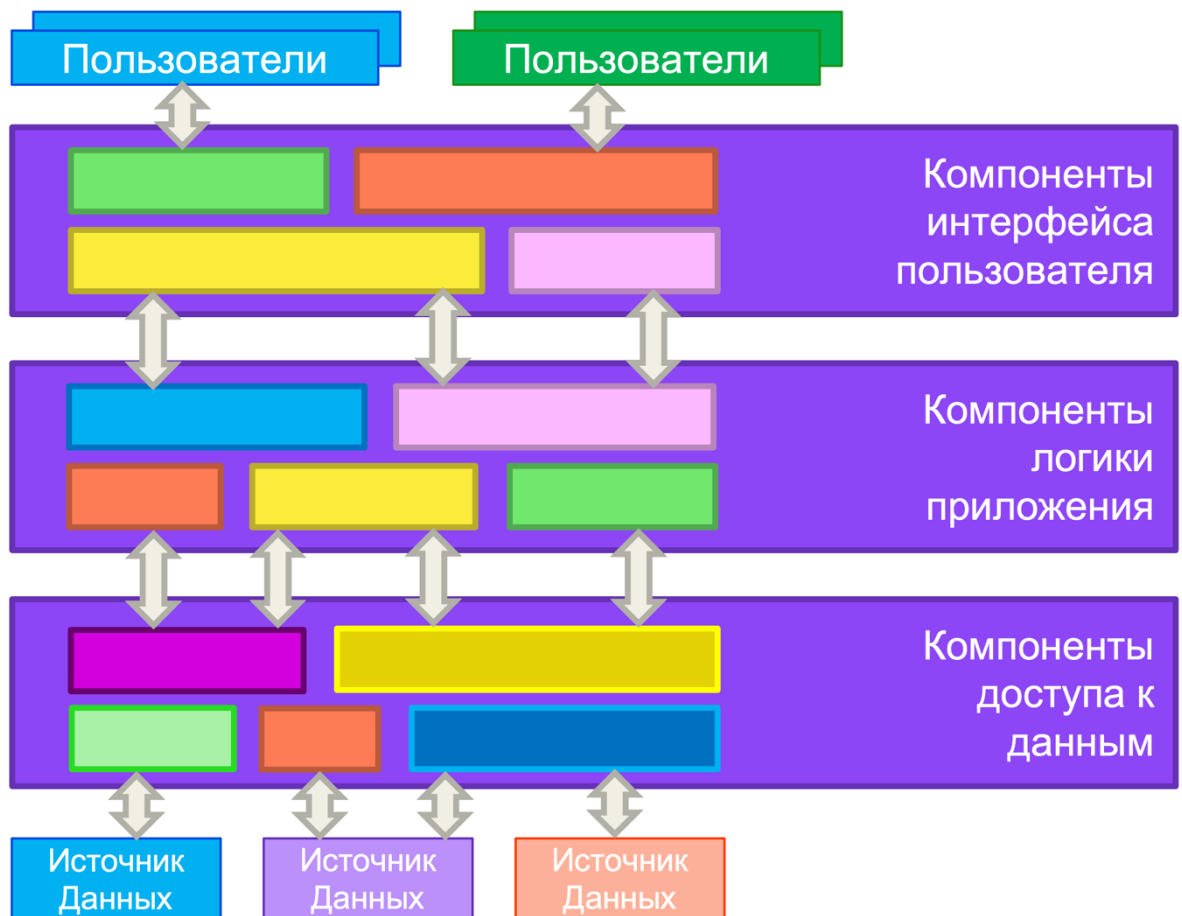 Пользователи
Пользователи
Компоненты
интерфейса
пользователя
Компоненты
логики
приложения
Компоненты
доступа к
данным
Источник
Данных
Источник
Данных
Источник
Данных